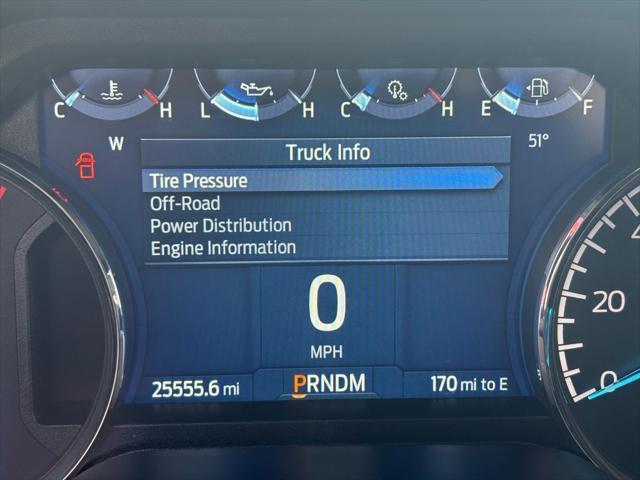 C H L H C H E F
W 51°
Truck Info
Tire Pressure
Off-Road
Power Distribution
Engine Information
0
MPH
20
0
25555.6 mi PRNDM 170 mi to E